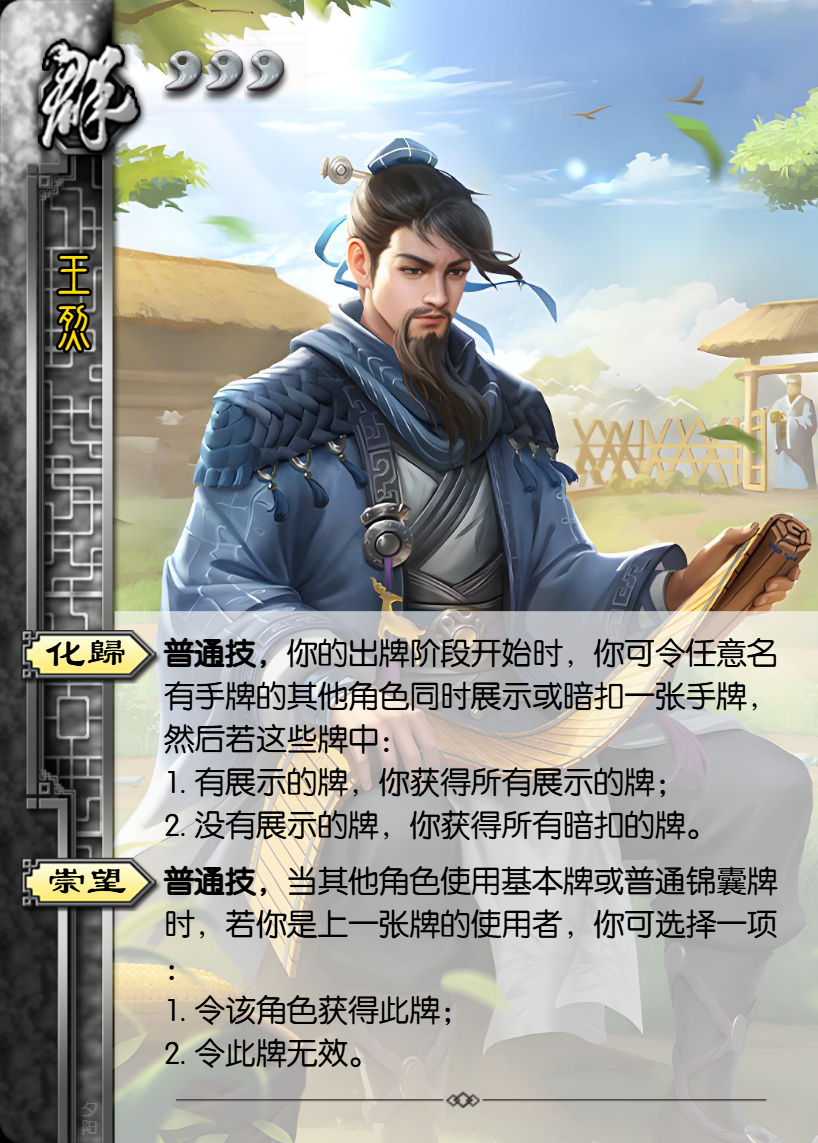 群
王烈
化歸
普通技，你的出牌阶段开始时，你可令任意名
有手牌的其他角色同时展示或暗扣一张手牌，
然后若这些牌中：
1. 有展示的牌，你获得所有展示的牌；
2. 没有展示的牌，你获得所有暗扣的牌。
崇望
普通技，当其他角色使用基本牌或普通锦囊牌
时，若你是上一张牌的使用者，你可选择一项
：
1. 令该角色获得此牌；
2. 令此牌无效。
夕阳